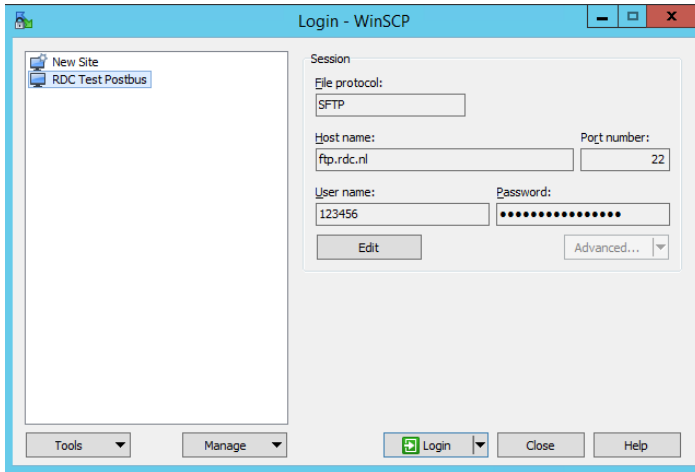 Login - WinSCP
New Site
RDC Test Postbus
Session
File protocol:
SFTP
Host name:
Port number:
ftp.rdc.nl
22
User name:
Password:
123456
••••••••••••••••
Edit
Advanced...
Tools
Manage
Login
Close
Help